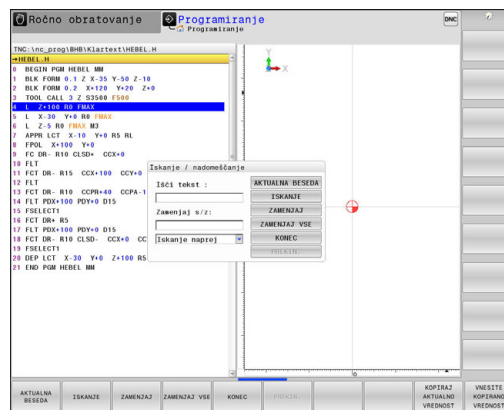 Ročno obratovanje
Programiranje
Programiranje
DNC
TNC:\nc_prog\BHB\Klartext\HEBEL.H
→HEBEL.H
0 BEGIN PGM HEBEL MM
1 BLK FORM 0.1 Z X-35 Y-50 Z-10
2 BLK FORM 0.2 X+120 Y+20 Z+0
3 TOOL CALL 3 Z S3500 F500
4 L Z+100 R0 FMAX
5 L X-30 Y+0 R0 FMAX
6 L Z-5 R0 FMAX M3
7 APPR LCT X-10 Y+0 R5 RL
8 FPOL X+100 Y+0
9 FC DR- R10 CLSD+ CCX+0
10 FLT
11 FCT DR- R15 CCX+100 CCY+0
12 FLT
13 FCT DR- R10 CCPR+40 CCPA-1
14 FLT PDX+100 PDY+0 D15
15 FSELECT1
16 FCT DR+ R5
17 FLT PDX+100 PDY+0 D15
18 FCT DR- R10 CLSD- CCX+0 CC
19 FSELECT1
20 DEP LCT X-30 Y+0 Z+100 R5
21 END PGM HEBEL MM
Y
X
Iskanje / nadomeščanje
Išči tekst :
Zamenjaj s/z:
Iskanje naprej
AKTUALNA BESEDA
ISKANJE
ZAMENJAJ
ZAMENJAJ VSE
KONEC
PREKIN.
0
AKTUALNA BESEDA
ISKANJE
ZAMENJAJ
ZAMENJAJ VSE
KONEC
PREKIN.
KOPIRAJ AKTUALNO VREDNOST
VNESITE KOPIRANO VREDNOST